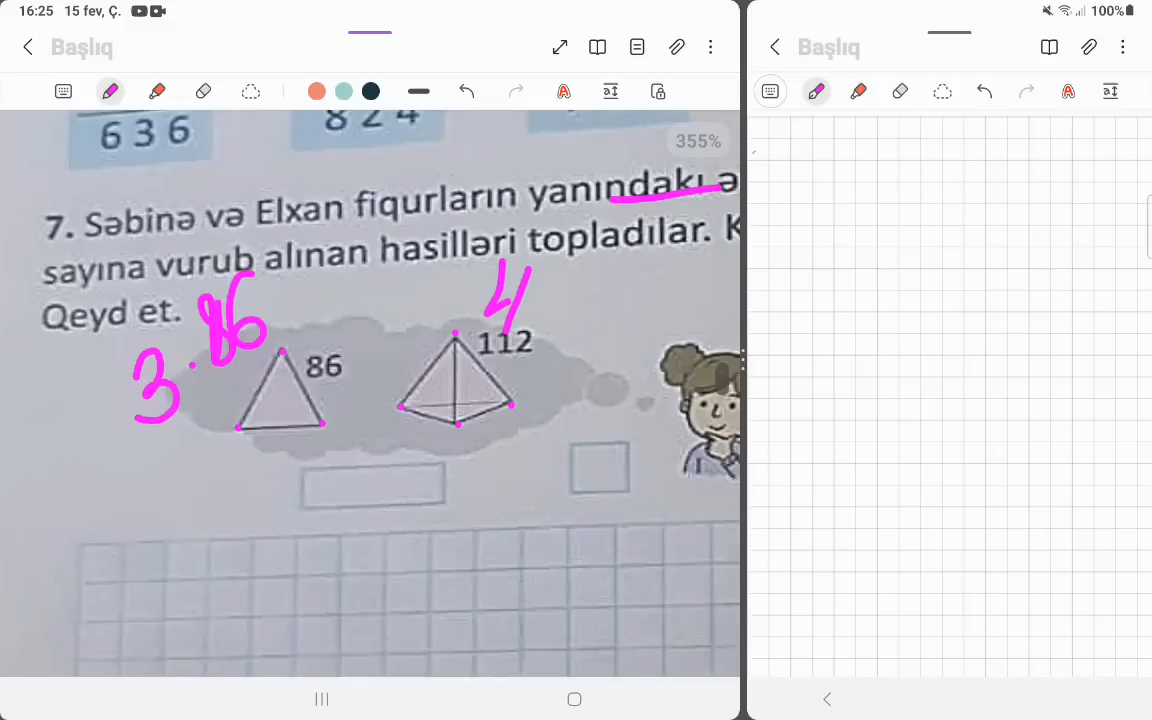 16:25 15 fev, Ç. 100%
Başlıq Başlıq
355%
636 824
7. Səbinə və Elxan fiqurların yanındakı ə
sayına vurub alınan hasilləri topladılar. K
Qeyd et.
3 · 86 4
86 112